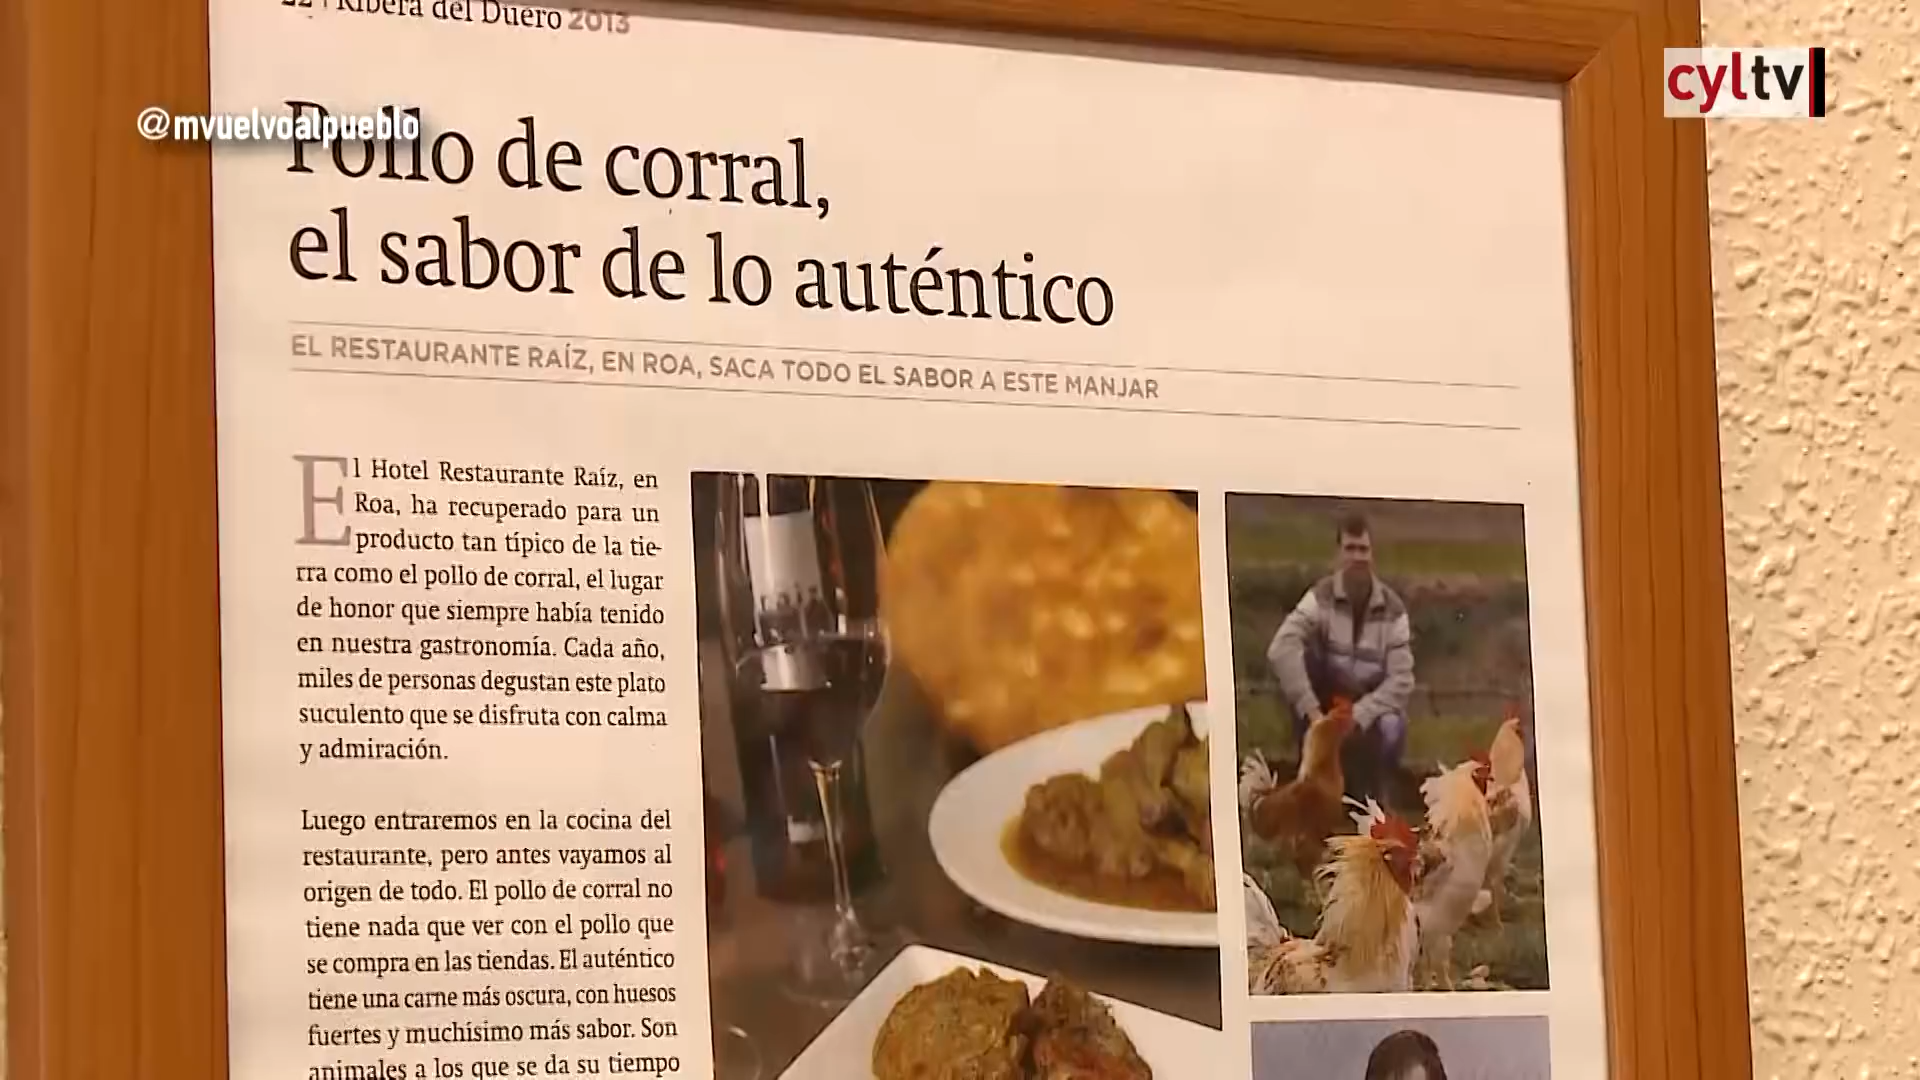 22 | Ribera del Duero 2013
cyltv
@mvuelvoalpueblo
Pollo de corral,
el sabor de lo auténtico
EL RESTAURANTE RAÍZ, EN ROA, SACA TODO EL SABOR A ESTE MANJAR
El Hotel Restaurante Raíz, en
Roa, ha recuperado para un
producto tan típico de la tie-
rra como el pollo de corral, el lugar
de honor que siempre había tenido
en nuestra gastronomía. Cada año,
miles de personas degustan este plato
suculento que se disfruta con calma
y admiración.
Luego entraremos en la cocina del
restaurante, pero antes vayamos al
origen de todo. El pollo de corral no
tiene nada que ver con el pollo que
se compra en las tiendas. El auténtico
tiene una carne más oscura, con huesos
fuertes y muchísimo más sabor. Son
animales a los que se da su tiempo